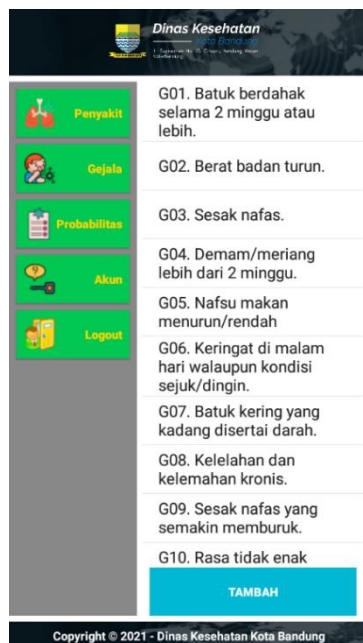 Dinas Kesehatan
Kota Bandung
Penyakit
Gejala
Probabilitas
Akun
Logout
G01. Batuk berdahak
selama 2 minggu atau
lebih.
G02. Berat badan turun.
G03. Sesak nafas.
G04. Demam/meriang
lebih dari 2 minggu.
G05. Nafsu makan
menurun/rendah
G06. Keringat di malam
hari walaupun kondisi
sejuk/dingin.
G07. Batuk kering yang
kadang disertai darah.
G08. Kelelahan dan
kelemahan kronis.
G09. Sesak nafas yang
semakin memburuk.
G10. Rasa tidak enak
TAMBAH
Copyright © 2021 - Dinas Kesehatan Kota Bandung